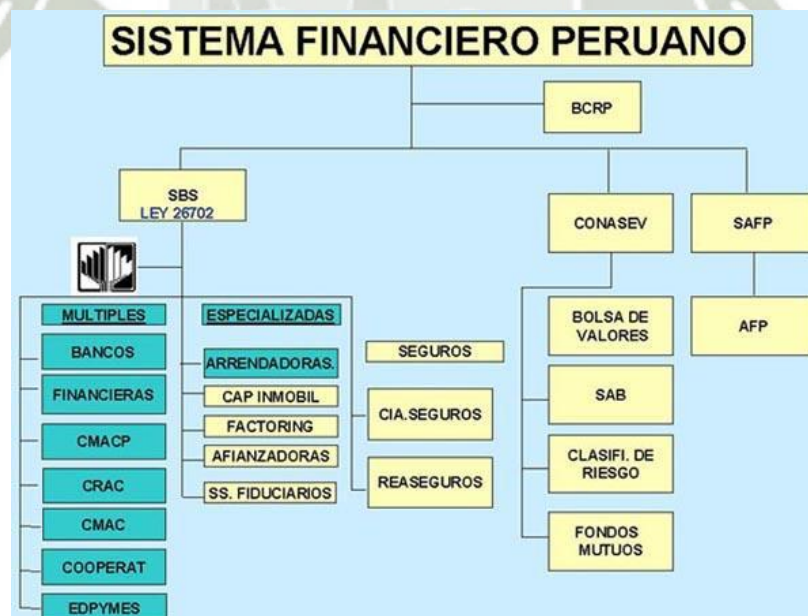 SISTEMA FINANCIERO PERUANO
BCRP
SBS
LEY 26702
CONASEV
SAFP
MULTIPLES
BANCOS
FINANCIERAS
CMACP
CRAC
CMAC
COOPERAT
EDPYMES
ESPECIALIZADAS
ARRENDADORAS.
CAP INMOBIL
FACTORING
AFIANZADORAS
SS. FIDUCIARIOS
SEGUROS
CIA.SEGUROS
REASEGUROS
BOLSA DE
VALORES
SAB
CLASIFI. DE
RIESGO
FONDOS
MUTUOS
AFP